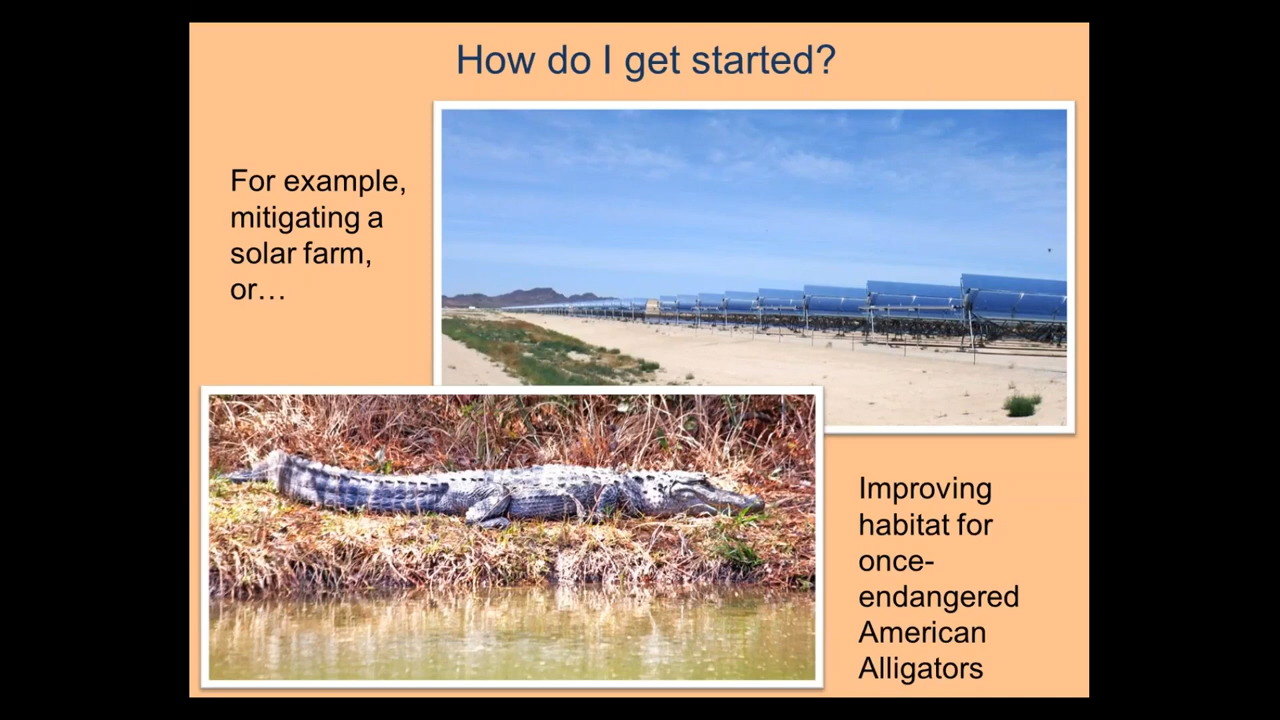 How do I get started?
For example,
mitigating a
solar farm,
or…
Improving
habitat for
once-
endangered
American
Alligators